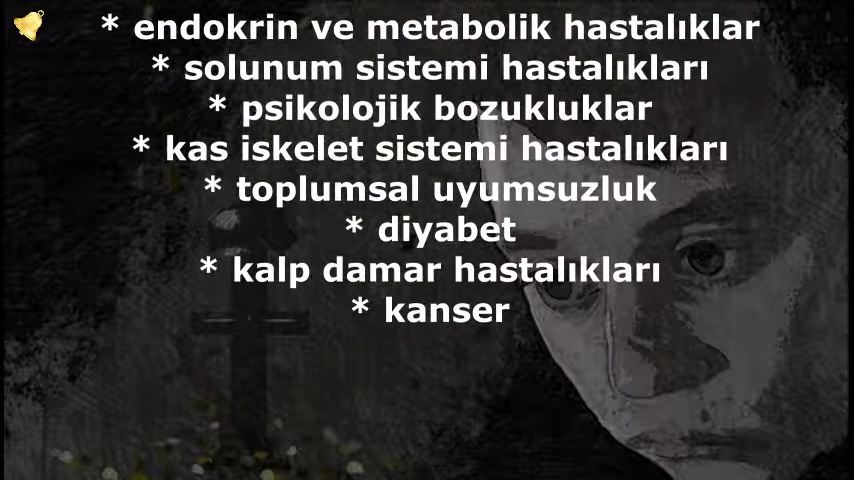 * endokrin ve metabolik hastalıklar
* solunum sistemi hastalıkları
* psikolojik bozukluklar
* kas iskelet sistemi hastalıkları
* toplumsal uyumsuzluk
* diyabet
* kalp damar hastalıkları
* kanser